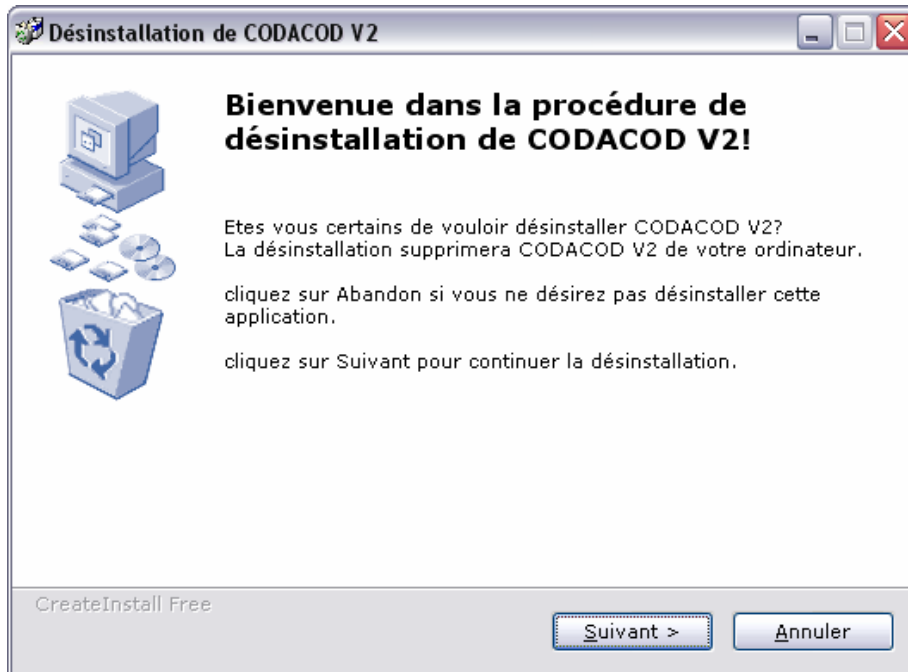 Désinstallation de CODACOD V2
Bienvenue dans la procédure de
désinstallation de CODACOD V2!
Etes vous certains de vouloir désinstaller CODACOD V2?
La désinstallation supprimera CODACOD V2 de votre ordinateur.
cliquez sur Abandon si vous ne désirez pas désinstaller cette
application.
cliquez sur Suivant pour continuer la désinstallation.
CreateInstall Free
Suivant >
Annuler